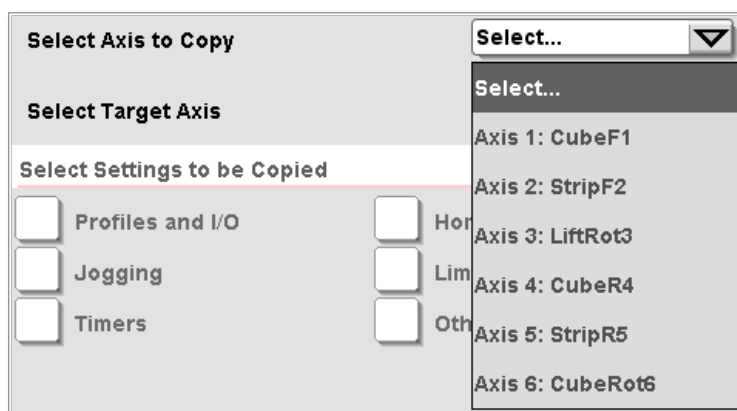 Select Axis to Copy
Select...
Select...
Select Target Axis
Axis 1: CubeF1
Select Settings to be Copied
Axis 2: StripF2
Profiles and I/O
Axis 3: LiftRot3
Jogging
Axis 4: CubeR4
Timers
Axis 5: StripR5
Axis 6: CubeRot6